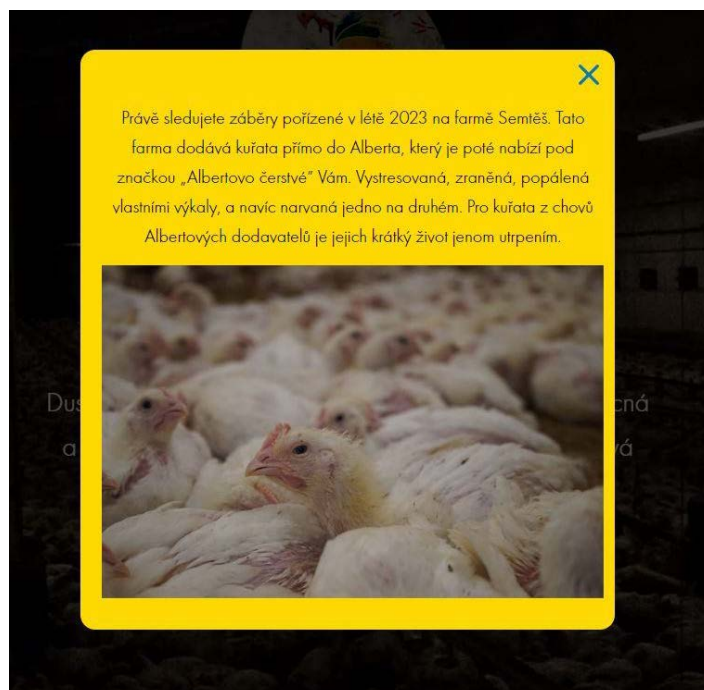 Právě sledujete záběry pořízené v létě 2023 na farmě Semtěš. Tato
farma dodává kuřata přímo do Alberta, který je poté nabízí pod
značkou „Albertovo čerstvé” Vám. Vystresovaná, zraněná, popálená
vlastními výkaly, a navíc narvaná jedno na druhém. Pro kuřata z chovů
Albertových dodavatelů je jejich krátký život jenom utrpením.